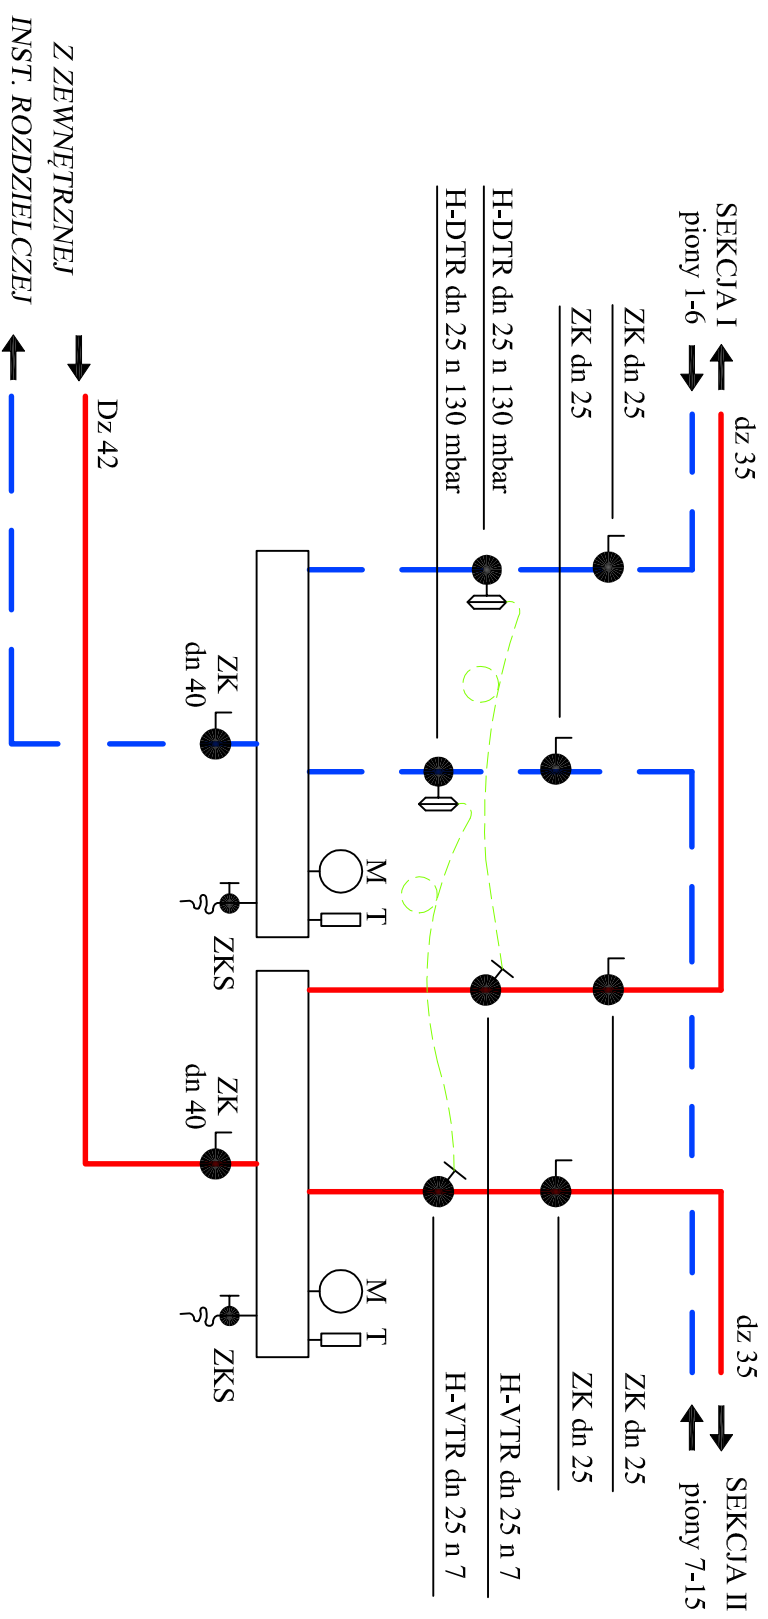 SEKCJA I
piony 1-6
dz 35
dz 35
SEKCJA II
piony 7-15
ZK dn 25
ZK dn 25
H-DTR dn 25 n 130 mbar
H-DTR dn 25 n 130 mbar
ZK dn 25
ZK dn 25
H-VTR dn 25 n 7
H-VTR dn 25 n 7
M
T
M
T
ZK
dn 40
ZKS
ZK
dn 40
ZKS
Dz 42
Z ZEWNĘTRZNEJ
INST. ROZDZIELCZEJ